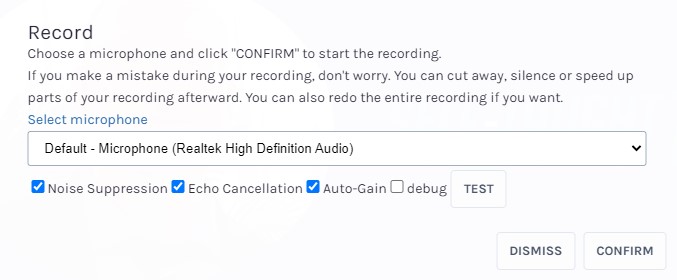 Record
Choose a microphone and click "CONFIRM" to start the recording.
If you make a mistake during your recording, don't worry. You can cut away, silence or speed up
parts of your recording afterward. You can also redo the entire recording if you want.
Select microphone
Default - Microphone (Realtek High Definition Audio)
Noise Suppression Echo Cancellation Auto-Gain debug TEST
DISMISS CONFIRM